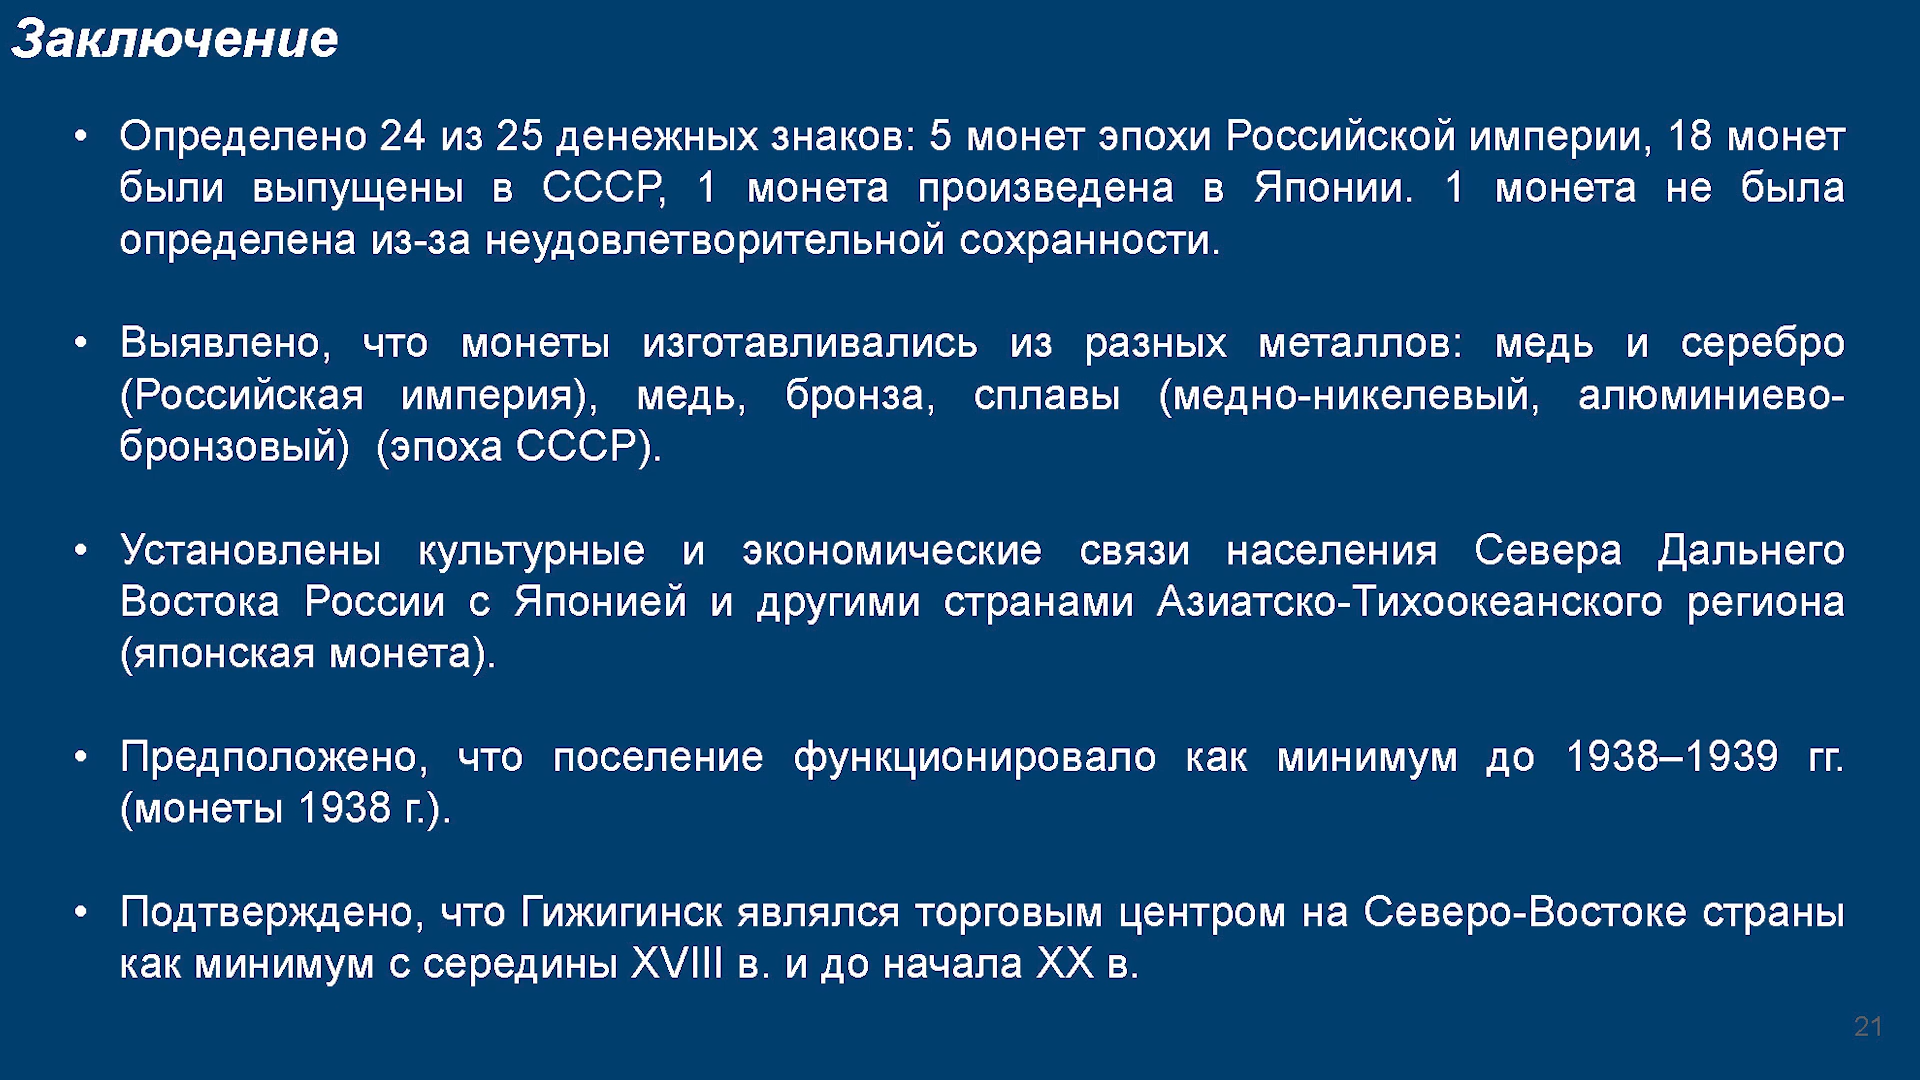 Заключение
• Определено 24 из 25 денежных знаков: 5 монет эпохи Российской империи, 18 монет
были выпущены в СССР, 1 монета произведена в Японии. 1 монета не была
определена из-за неудовлетворительной сохранности.
• Выявлено, что монеты изготавливались из разных металлов: медь и серебро
(Российская империя), медь, бронза, сплавы (медно-никелевый, алюминиево-
бронзовый) (эпоха СССР).
• Установлены культурные и экономические связи населения Севера Дальнего
Востока России с Японией и другими странами Азиатско-Тихоокеанского региона
(японская монета).
• Предположено, что поселение функционировало как минимум до 1938–1939 гг.
(монеты 1938 г.).
• Подтверждено, что Гижигинск являлся торговым центром на Северо-Востоке страны
как минимум с середины XVIII в. и до начала XX в.
21